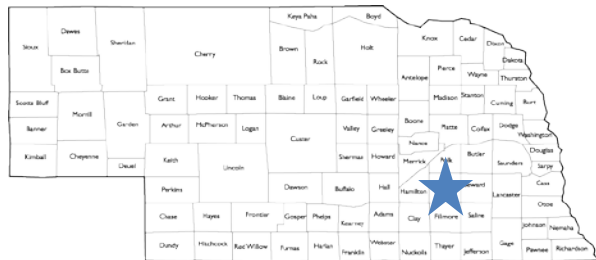 Keya Paha Boyd
Sioux Dawes Sheridan Cherry Brown Rock Holt Knox Cedar Dixon Dakota
Box Butte Antelope Pierce Wayne Thurston
Scotts Bluff Morrill Garden Grant Hooker Thomas Blaine Loup Garfield Wheeler Madison Stanton Cuming Burt
Banner Arthur McPherson Logan Custer Valley Greeley Boone Platte Colfax Dodge Washington
Kimball Cheyenne Deuel Keith Lincoln Sherman Howard Nance Merrick Polk Butler Saunders Douglas Sarpy
Perkins Dawson Buffalo Hall Hamilton Lancaster Cass
Otoe
Chase Hayes Frontier Gosper Phelps Kearney Adams Clay Fillmore Saline Johnson Nemaha
Dundy Hitchcock Red Willow Furnas Harlan Franklin Webster Nuckolls Thayer Jefferson Gage Pawnee Richardson